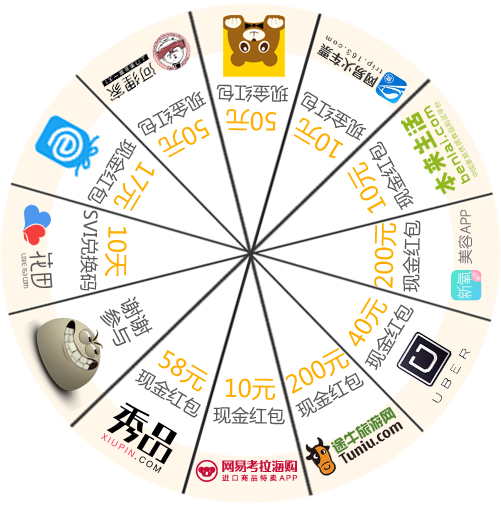 现金红包
50元
网易火车票
trip.163.com
现金红包
10元
本来生活
benlai.com
现金红包
10元
美容APP
新氧
200元
现金红包
UBER
40元
现金红包
途牛旅游网
Tuniu.com
200元
现金红包
10元
现金红包
网易考拉海购
进口商品特卖APP
58元
现金红包
秀品
XIUPIN.COM
谢谢
参与
花田
LOVE.163.com
10天
SVI兑换码
17元
现金红包
河狸家
50元
现金红包